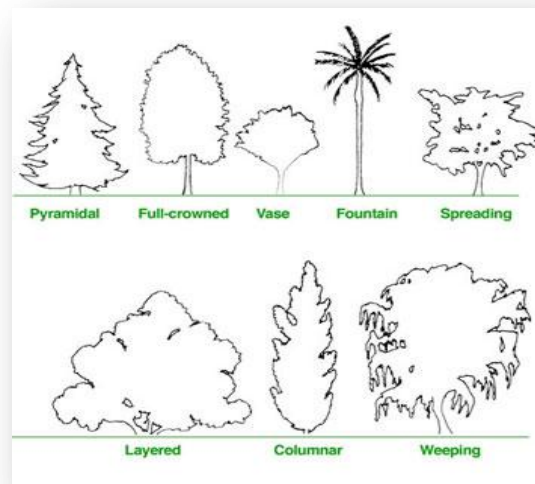 Pyramidal Full-crowned Vase Fountain Spreading
Layered Columnar Weeping